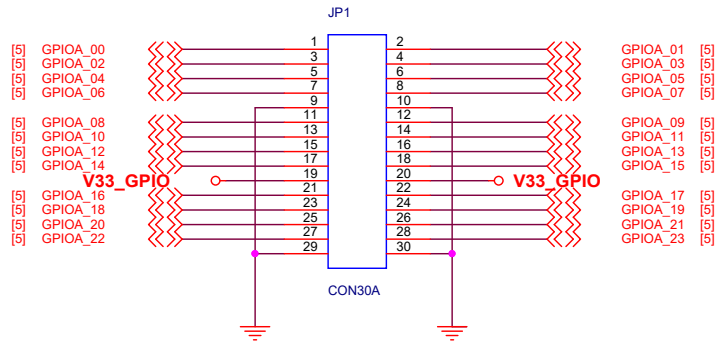 JP1
[5] GPIOA_00 1 2 GPIOA_01 [5]
[5] GPIOA_02 3 4 GPIOA_03 [5]
[5] GPIOA_04 5 6 GPIOA_05 [5]
[5] GPIOA_06 7 8 GPIOA_07 [5]
9 10
[5] GPIOA_08 11 12 GPIOA_09 [5]
[5] GPIOA_10 13 14 GPIOA_11 [5]
[5] GPIOA_12 15 16 GPIOA_13 [5]
[5] GPIOA_14 17 18 GPIOA_15 [5]
V33_GPIO 19 20 V33_GPIO
[5] GPIOA_16 21 22 GPIOA_17 [5]
[5] GPIOA_18 23 24 GPIOA_19 [5]
[5] GPIOA_20 25 26 GPIOA_21 [5]
[5] GPIOA_22 27 28 GPIOA_23 [5]
29 30
CON30A